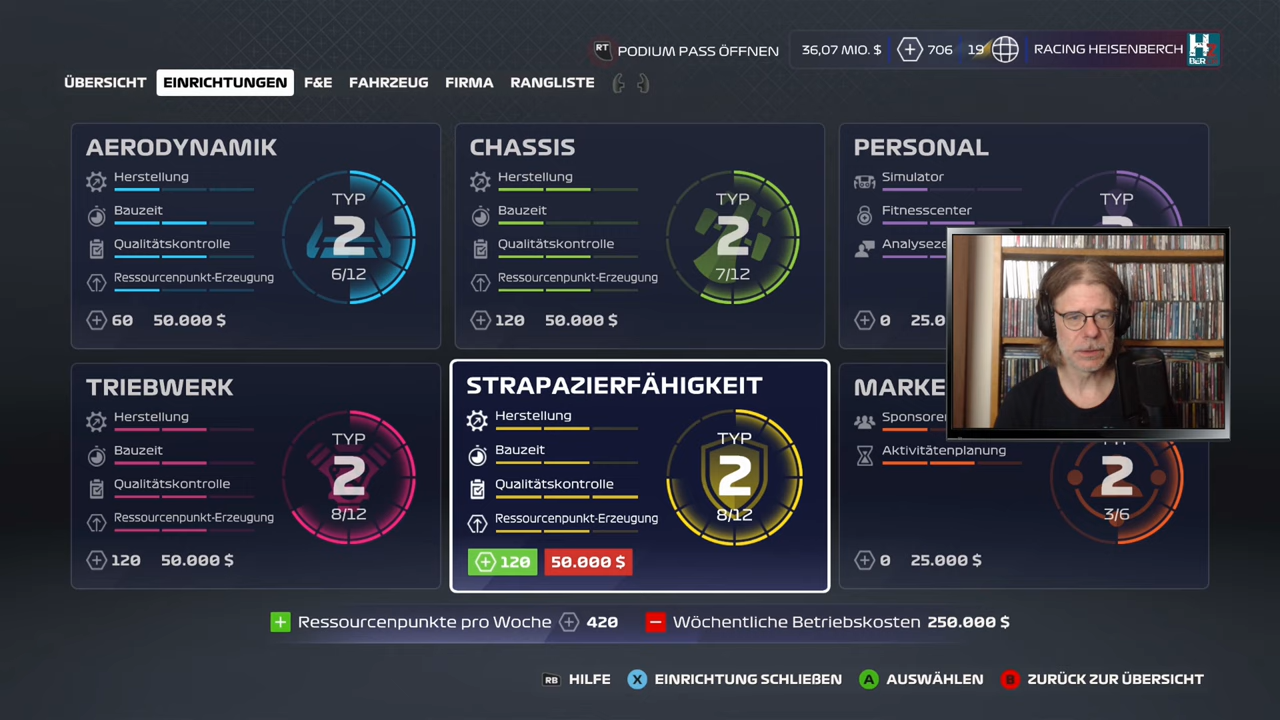 RT PODIUM PASS ÖFFNEN 36,07 MIO. $ 706 19 RACING HEISENBERCH
ÜBERSICHT EINRICHTUNGEN F&E FAHRZEUG FIRMA RANGLISTE
AERODYNAMIK
Herstellung
Bauzeit
Qualitätskontrolle
Ressourcenpunkt-Erzeugung
TYP
2
6/12
60 50.000 $
CHASSIS
Herstellung
Bauzeit
Qualitätskontrolle
Ressourcenpunkt-Erzeugung
TYP
2
7/12
120 50.000 $
PERSONAL
Simulator
Fitnesscenter
Analyseze
TYP
0 25.0
TRIEBWERK
Herstellung
Bauzeit
Qualitätskontrolle
Ressourcenpunkt-Erzeugung
TYP
2
8/12
120 50.000 $
STRAPAZIERFÄHIGKEIT
Herstellung
Bauzeit
Qualitätskontrolle
Ressourcenpunkt-Erzeugung
TYP
2
8/12
120 50.000 $
MARKE
Sponsoren
Aktivitätenplanung
2
3/6
0 25.000 $
Ressourcenpunkte pro Woche 420 Wöchentliche Betriebskosten 250.000 $
RB HILFE X EINRICHTUNG SCHLIEßEN A AUSWÄHLEN B ZURÜCK ZUR ÜBERSICHT